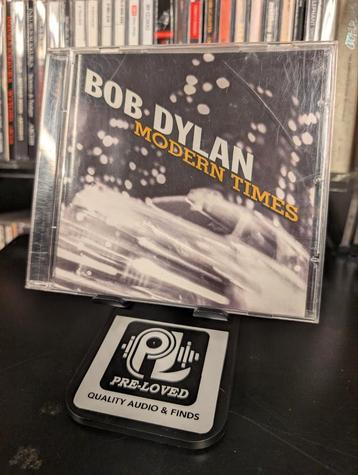 BOB DYLAN
MODERN TIMES
PL
PRE-LOVED
QUALITY AUDIO & FINDS